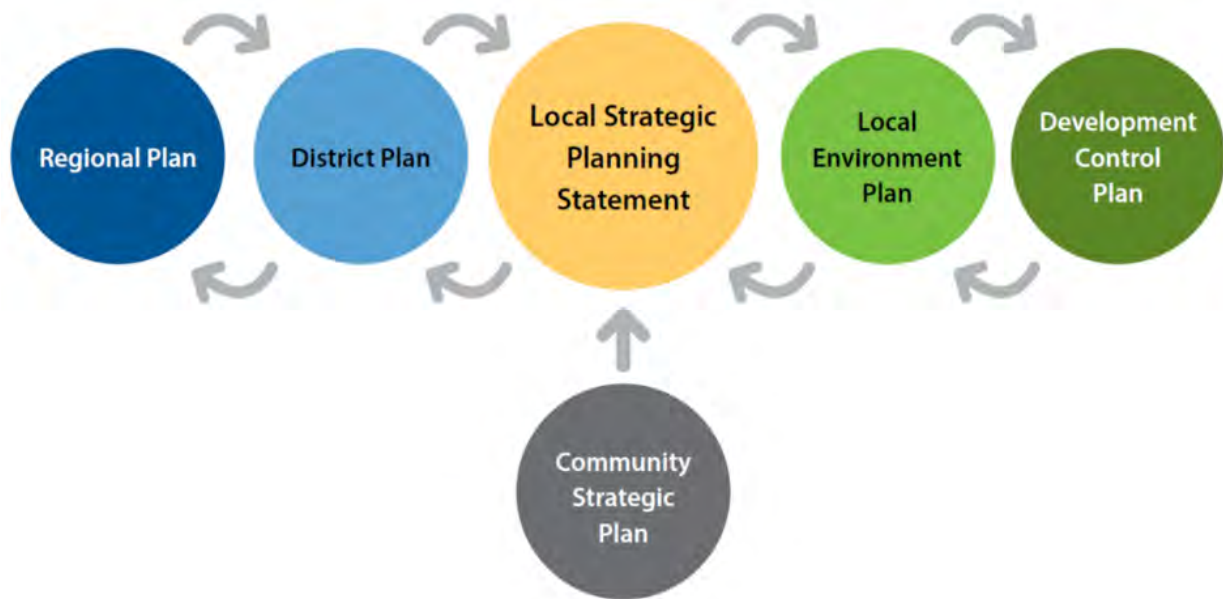 Regional Plan
District Plan
Local Strategic
Planning
Statement
Local
Environment
Plan
Development
Control
Plan
Community
Strategic
Plan